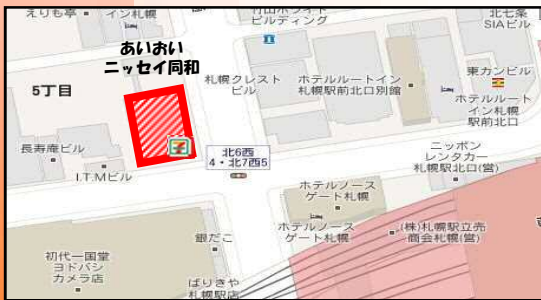 えりも亭
イン札幌
竹山ホワイト
ビルディング
北七条
SIAビル
あいおい
ニッセイ同和
5丁目
札幌クレスト
ビル
ホテルルートイン
札幌駅前北口別館
東カンビル
ホテルルート
イン札幌
駅前北口
長寿庵ビル
I.T.Mビル
7
北6西
4・北7西5
ニッポン
レンタカー
札幌駅北口(営)
ホテルノース
ゲート札幌
ホテルノース
ゲート札幌
(株)札幌駅立売
商会札幌(営)
銀だこ
初代一国堂
ヨドバシ
カメラ店
ばりきや
札幌駅店